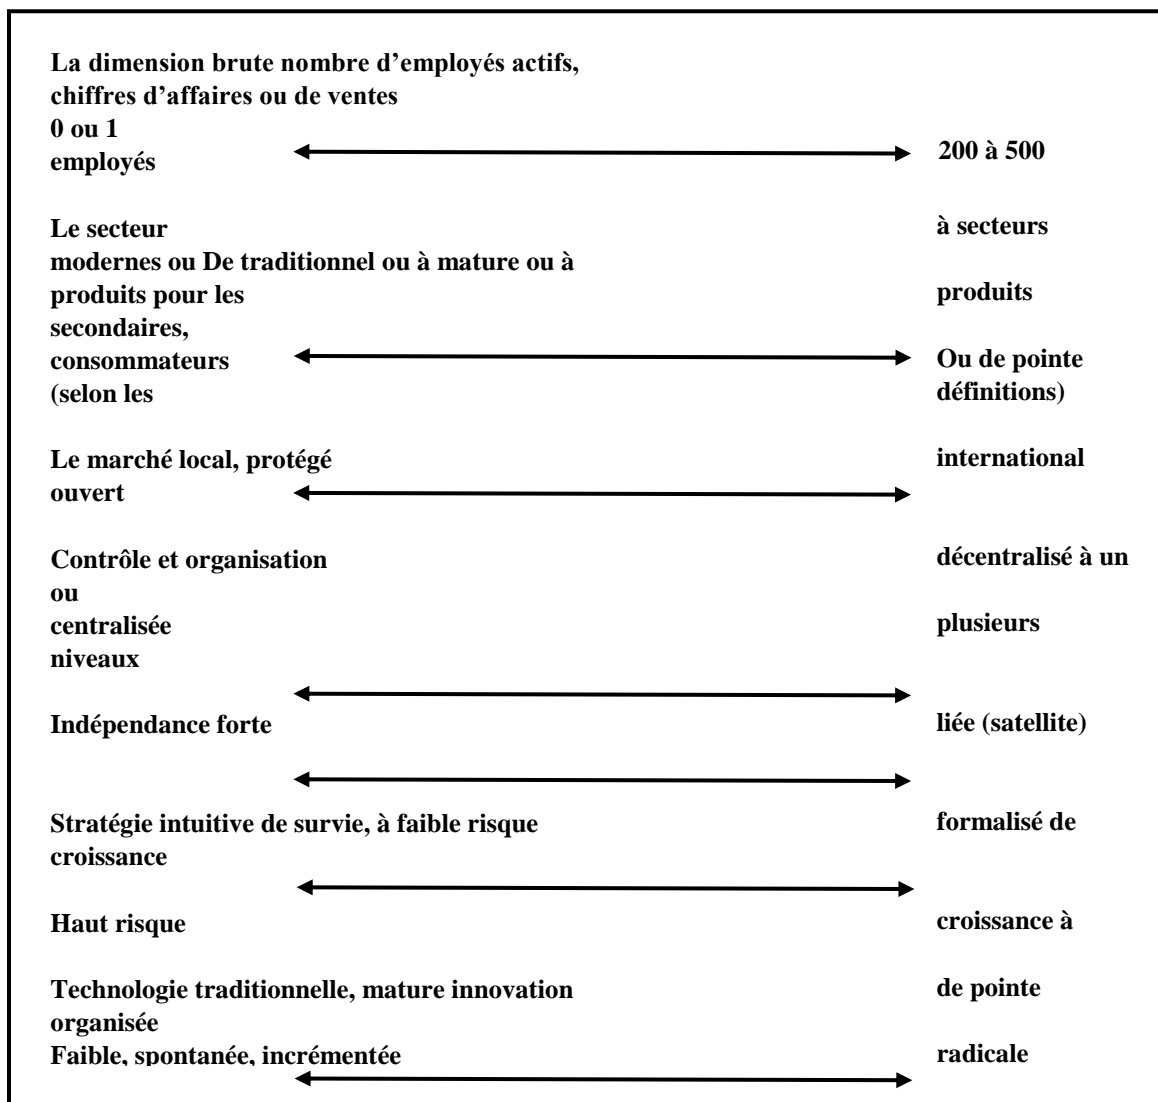 La dimension brute nombre d’employés actifs,
chiffres d’affaires ou de ventes
0 ou 1
employés
200 à 500
Le secteur
à secteurs
modernes ou De traditionnel ou à mature ou à
produits pour les
produits
secondaires,
consommateurs
Ou de pointe
(selon les
définitions)
Le marché local, protégé
international
ouvert
Contrôle et organisation
décentralisé à un
ou
centralisée
plusieurs
niveaux
Indépendance forte
liée (satellite)
Stratégie intuitive de survie, à faible risque
formalisé de
croissance
Haut risque
croissance à
Technologie traditionnelle, mature innovation
de pointe
organisée
Faible, spontanée, incrémentée
radicale